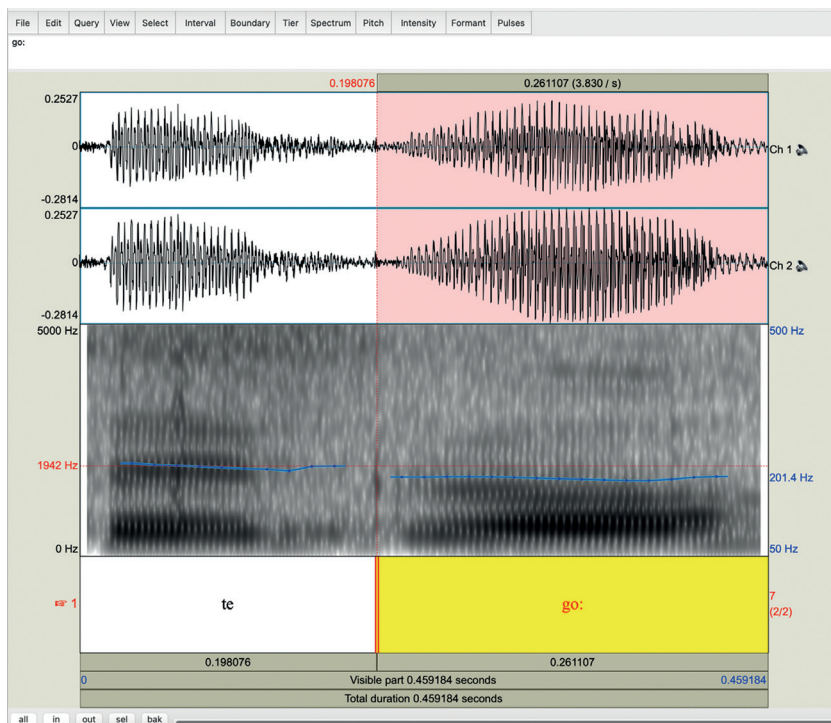 File Edit Query View Select Interval Boundary Tier Spectrum Pitch Intensity Formant Pulses
go:
0.198076 0.261107 (3.830 / s)
0.2527
0
Ch 1
-0.2814
0.2527
0
Ch 2
-0.2814
5000 Hz 500 Hz
1942 Hz
201.4 Hz
0 Hz 50 Hz
1 te go: 7
(2/2)
0.198076 0.261107
0 Visible part 0.459184 seconds 0.459184
Total duration 0.459184 seconds
all in out sel bak